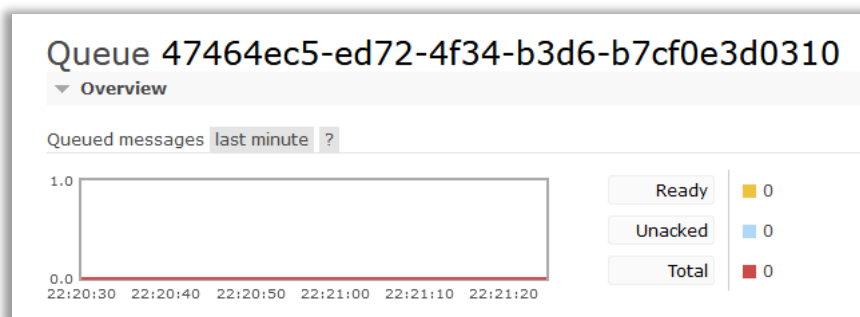 Queue 47464ec5-ed72-4f34-b3d6-b7cf0e3d0310
Overview
Queued messages last minute ?
1.0
0.0
22:20:30 22:20:40 22:20:50 22:21:00 22:21:10 22:21:20
Ready 0
Unacked 0
Total 0